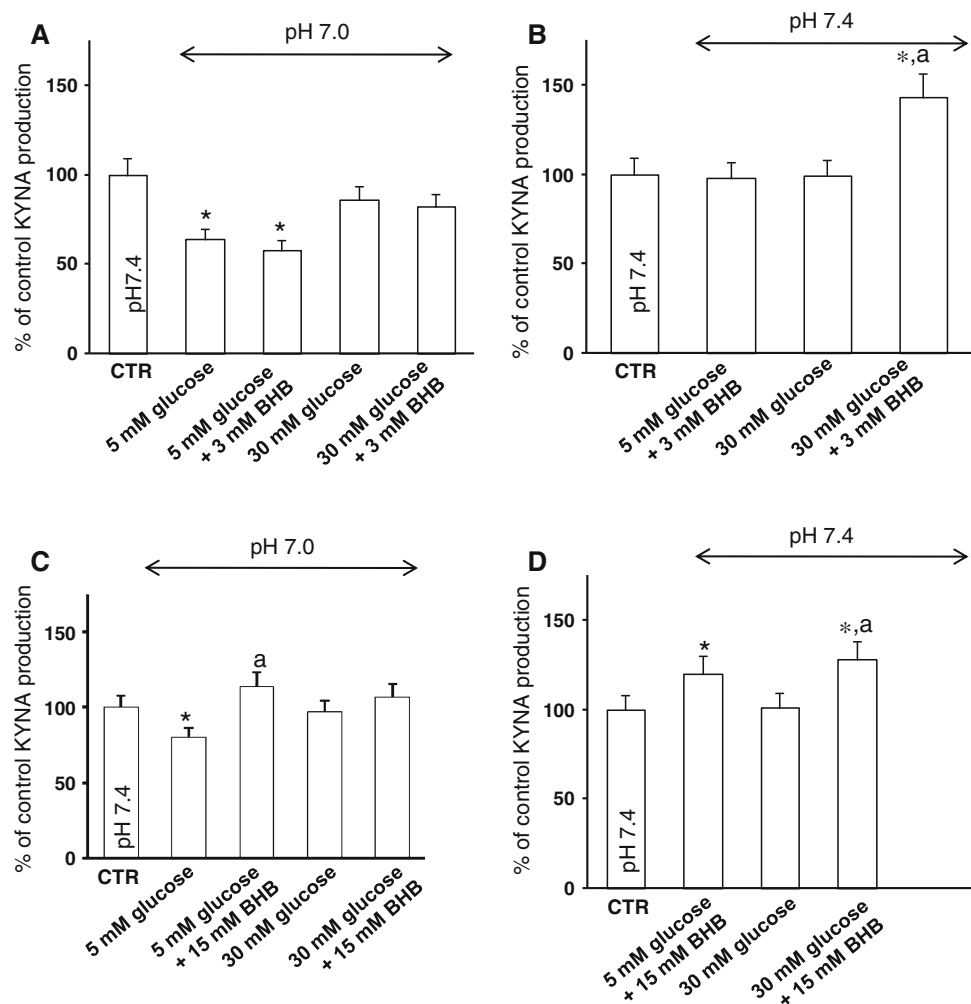 A
pH 7.0
% of control KYNA production
150
100
50
0
pH7.4
*
*
CTR
5 mM glucose
5 mM glucose
+ 3 mM BHB
30 mM glucose
30 mM glucose
+ 3 mM BHB
B
pH 7.4
% of control KYNA production
150
100
50
0
pH 7.4
*,a
CTR
5 mM glucose
+ 3 mM BHB
30 mM glucose
30 mM glucose
+ 3 mM BHB
C
pH 7.0
% of control KYNA production
150
100
50
0
pH 7.4
*
a
CTR
5 mM glucose
5 mM glucose
+ 15 mM BHB
30 mM glucose
30 mM glucose
+ 15 mM BHB
D
pH 7.4
% of control KYNA production
150
100
50
0
pH 7.4
*
*,a
CTR
5 mM glucose
+ 15 mM BHB
30 mM glucose
30 mM glucose
+ 15 mM BHB